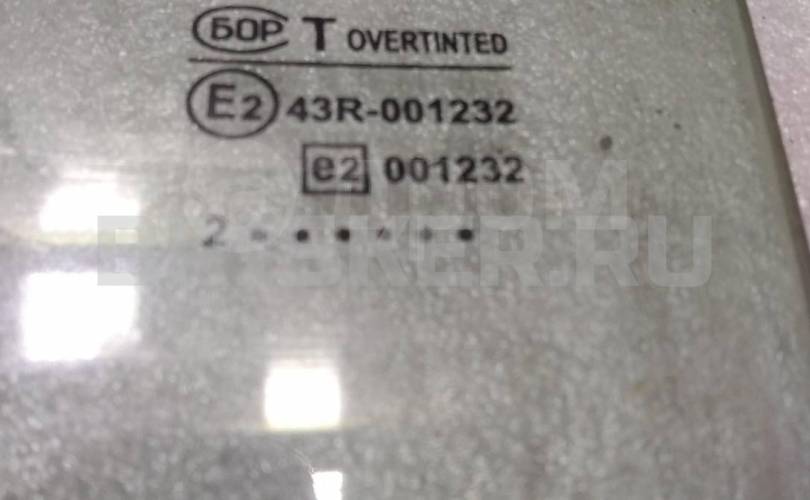 БОР T OVERTINTED
E2 43R-001232
e2 001232
2 • • • • • •